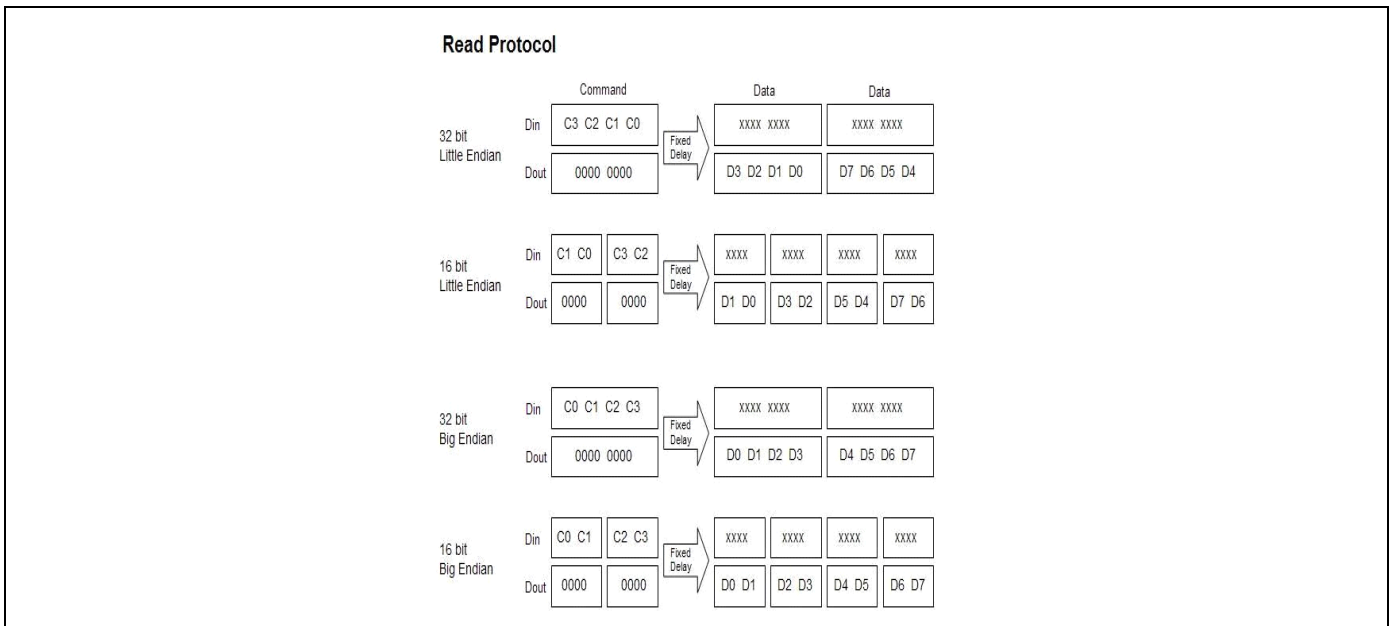 Read Protocol
Command Data Data
32 bit
Little Endian
Din C3 C2 C1 C0 xxxx xxxx xxxx xxxx
Fixed
Delay
Dout 0000 0000 D3 D2 D1 D0 D7 D6 D5 D4
16 bit
Little Endian
Din C1 C0 C3 C2 xxxx xxxx xxxx xxxx
Fixed
Delay
Dout 0000 0000 D1 D0 D3 D2 D5 D4 D7 D6
32 bit
Big Endian
Din C0 C1 C2 C3 xxxx xxxx xxxx xxxx
Fixed
Delay
Dout 0000 0000 D0 D1 D2 D3 D4 D5 D6 D7
16 bit
Big Endian
Din C0 C1 C2 C3 xxxx xxxx xxxx xxxx
Fixed
Delay
Dout 0000 0000 D0 D1 D2 D3 D4 D5 D6 D7